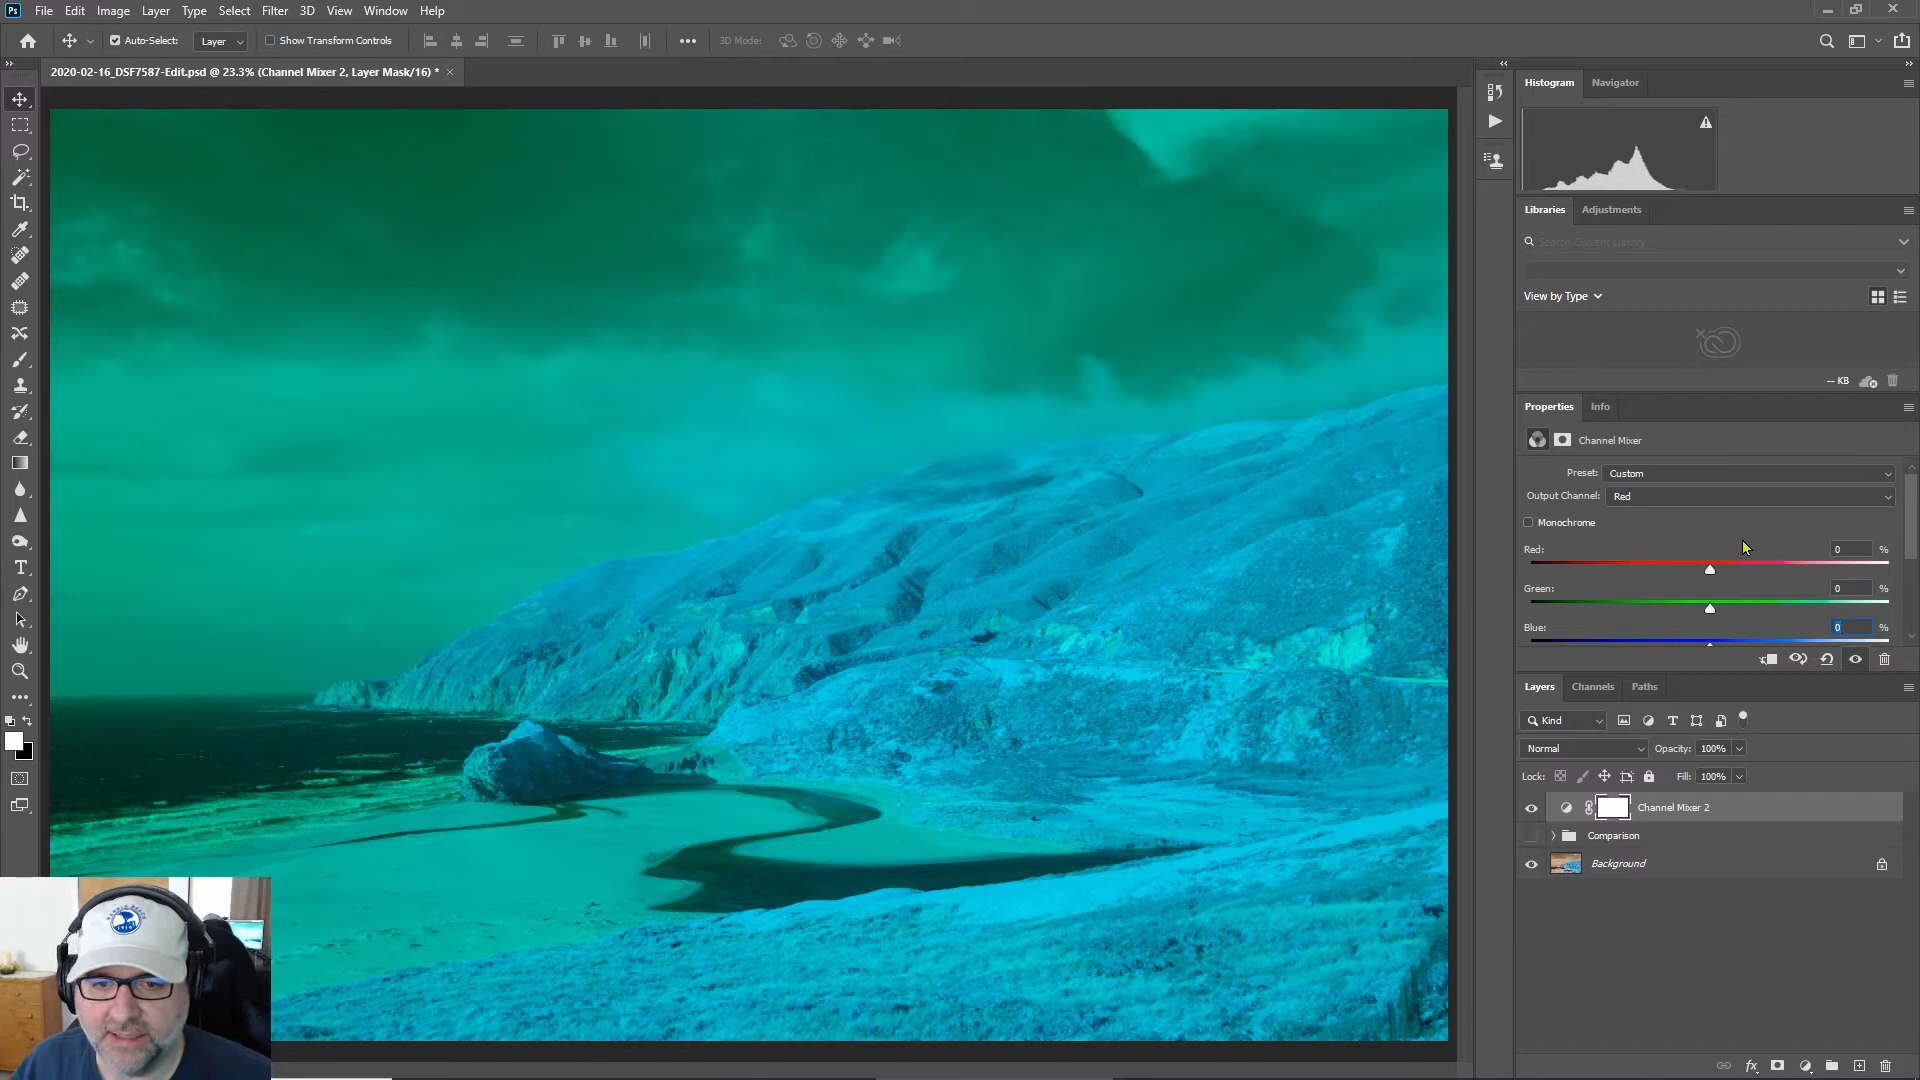 Ps File Edit Image Layer Type Select Filter 3D View Window Help
Auto-Select: Layer Show Transform Controls 3D Mode:
2020-02-16_DSF7587-Edit.psd @ 23.3% (Channel Mixer 2, Layer Mask/16) *
Histogram Navigator
Libraries Adjustments
Search Current Library
View by Type
-- KB
Properties Info
Channel Mixer
Preset: Custom
Output Channel: Red
Monochrome
Red: 0 %
Green: 0 %
Blue: 0 %
Layers Channels Paths
Kind
Normal Opacity: 100%
Lock: Fill: 100%
Channel Mixer 2
Comparison
Background